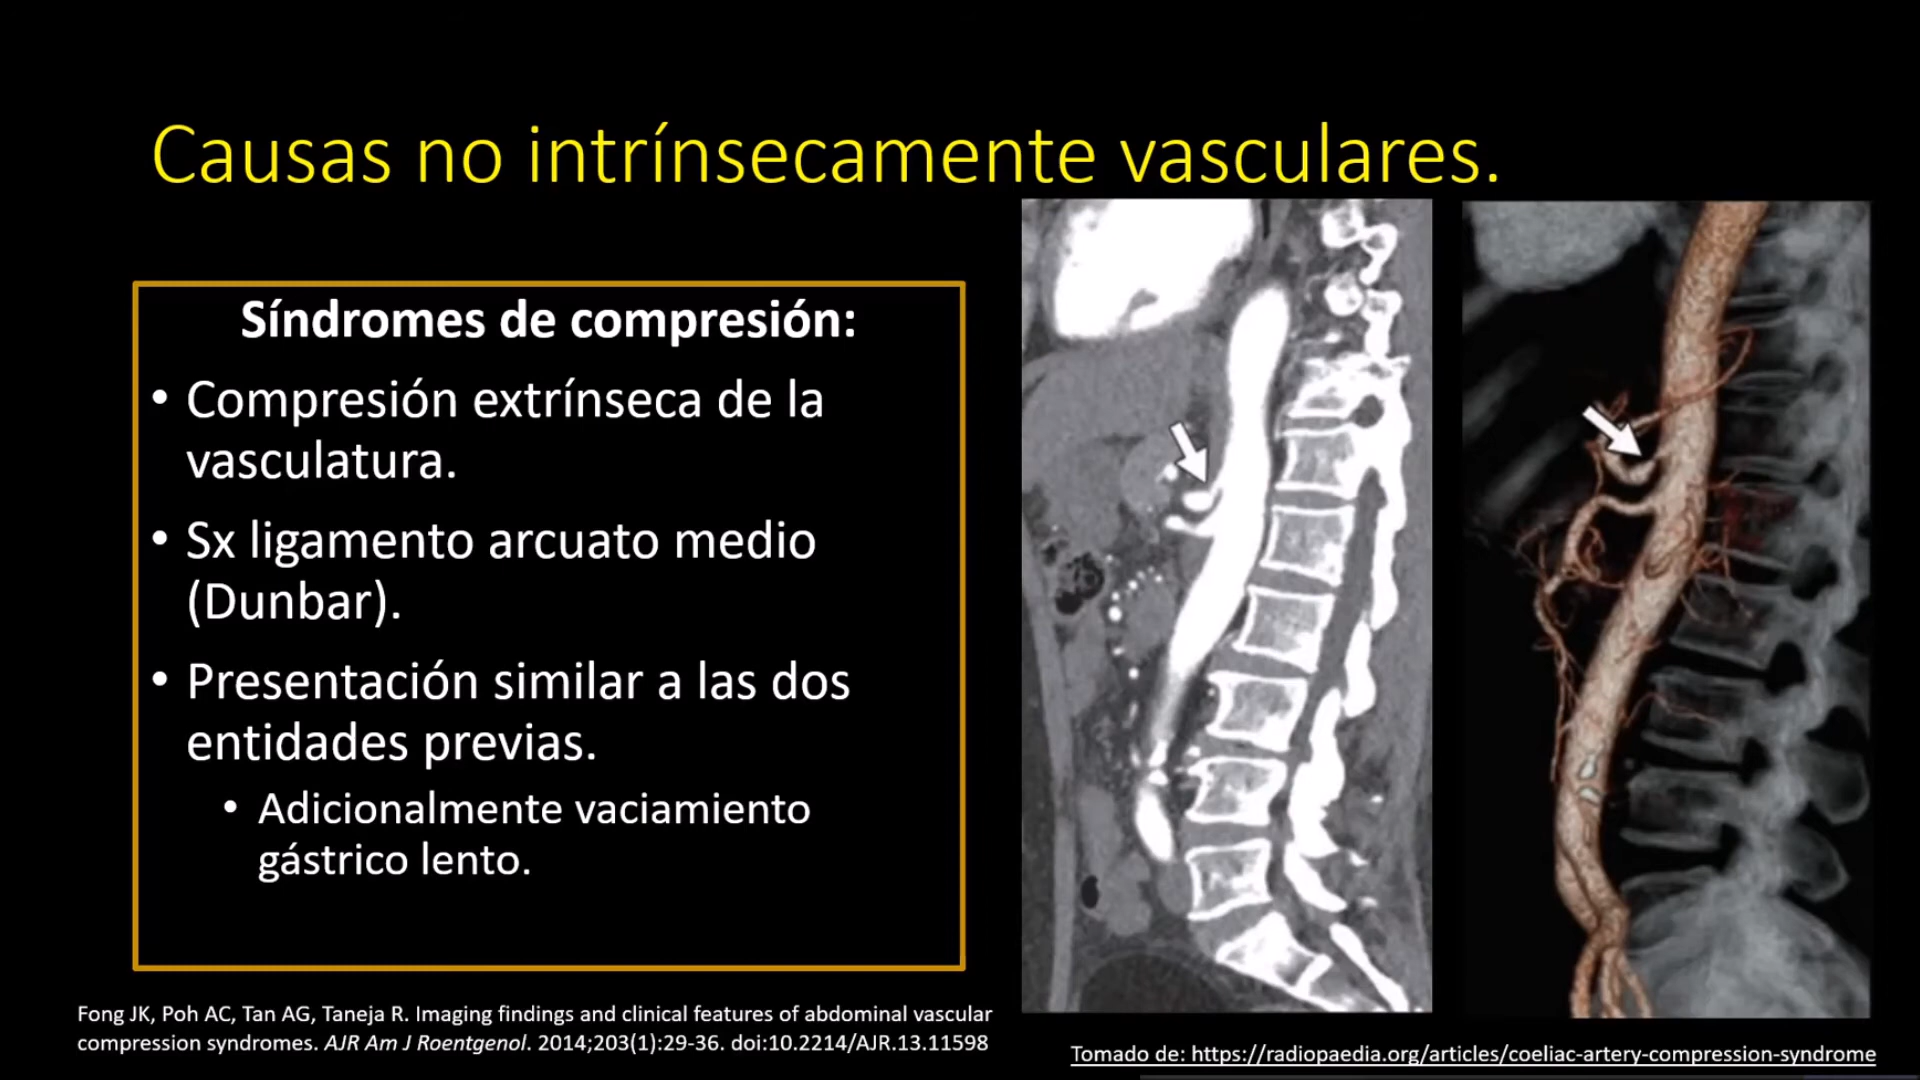 Causas no intrínsecamente vasculares.
Síndromes de compresión:
• Compresión extrínseca de la
vasculatura.
• Sx ligamento arcuato medio
(Dunbar).
• Presentación similar a las dos
entidades previas.
• Adicionalmente vaciamiento
gástrico lento.
Fong JK, Poh AC, Tan AG, Taneja R. Imaging findings and clinical features of abdominal vascular
compression syndromes. AJR Am J Roentgenol. 2014;203(1):29-36. doi:10.2214/AJR.13.11598
Tomado de: https://radiopaedia.org/articles/coeliac-artery-compression-syndrome